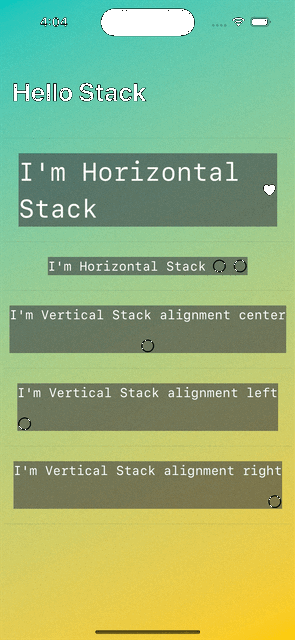 4:04
Hello Stack
I'm Horizontal
Stack
I'm Horizontal Stack
I'm Vertical Stack alignment center
I'm Vertical Stack alignment left
I'm Vertical Stack alignment right